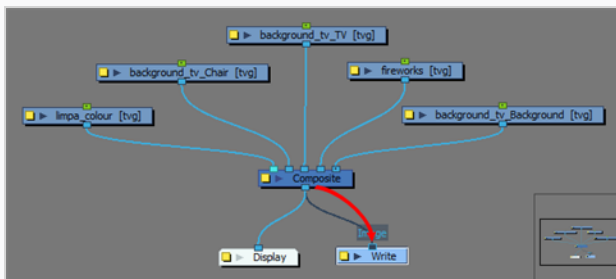 background_tv_TV [tvg]
background_tv_Chair [tvg]
fireworks [tvg]
limpa_colour [tvg]
background_tv_Background [tvg]
Composite
Image
Display
Write